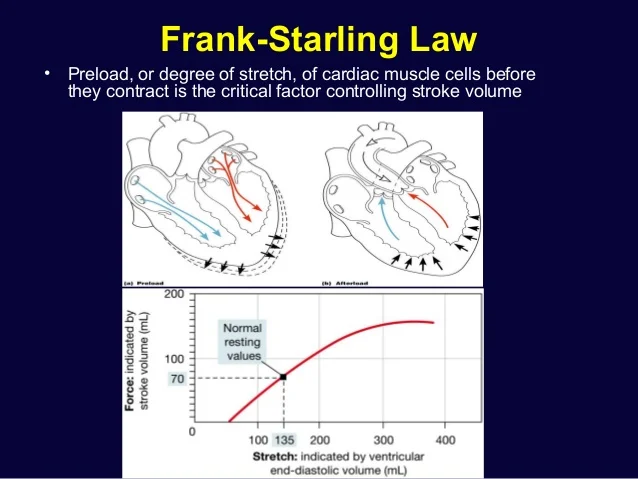 Frank-Starling Law
• Preload, or degree of stretch, of cardiac muscle cells before
they contract is the critical factor controlling stroke volume
(a) Preload
(b) Afterload
Force: indicated by
stroke volume (mL)
200
100
70
0
Normal
resting
values
100 135 200 300 400
Stretch: indicated by ventricular
end-diastolic volume (mL)